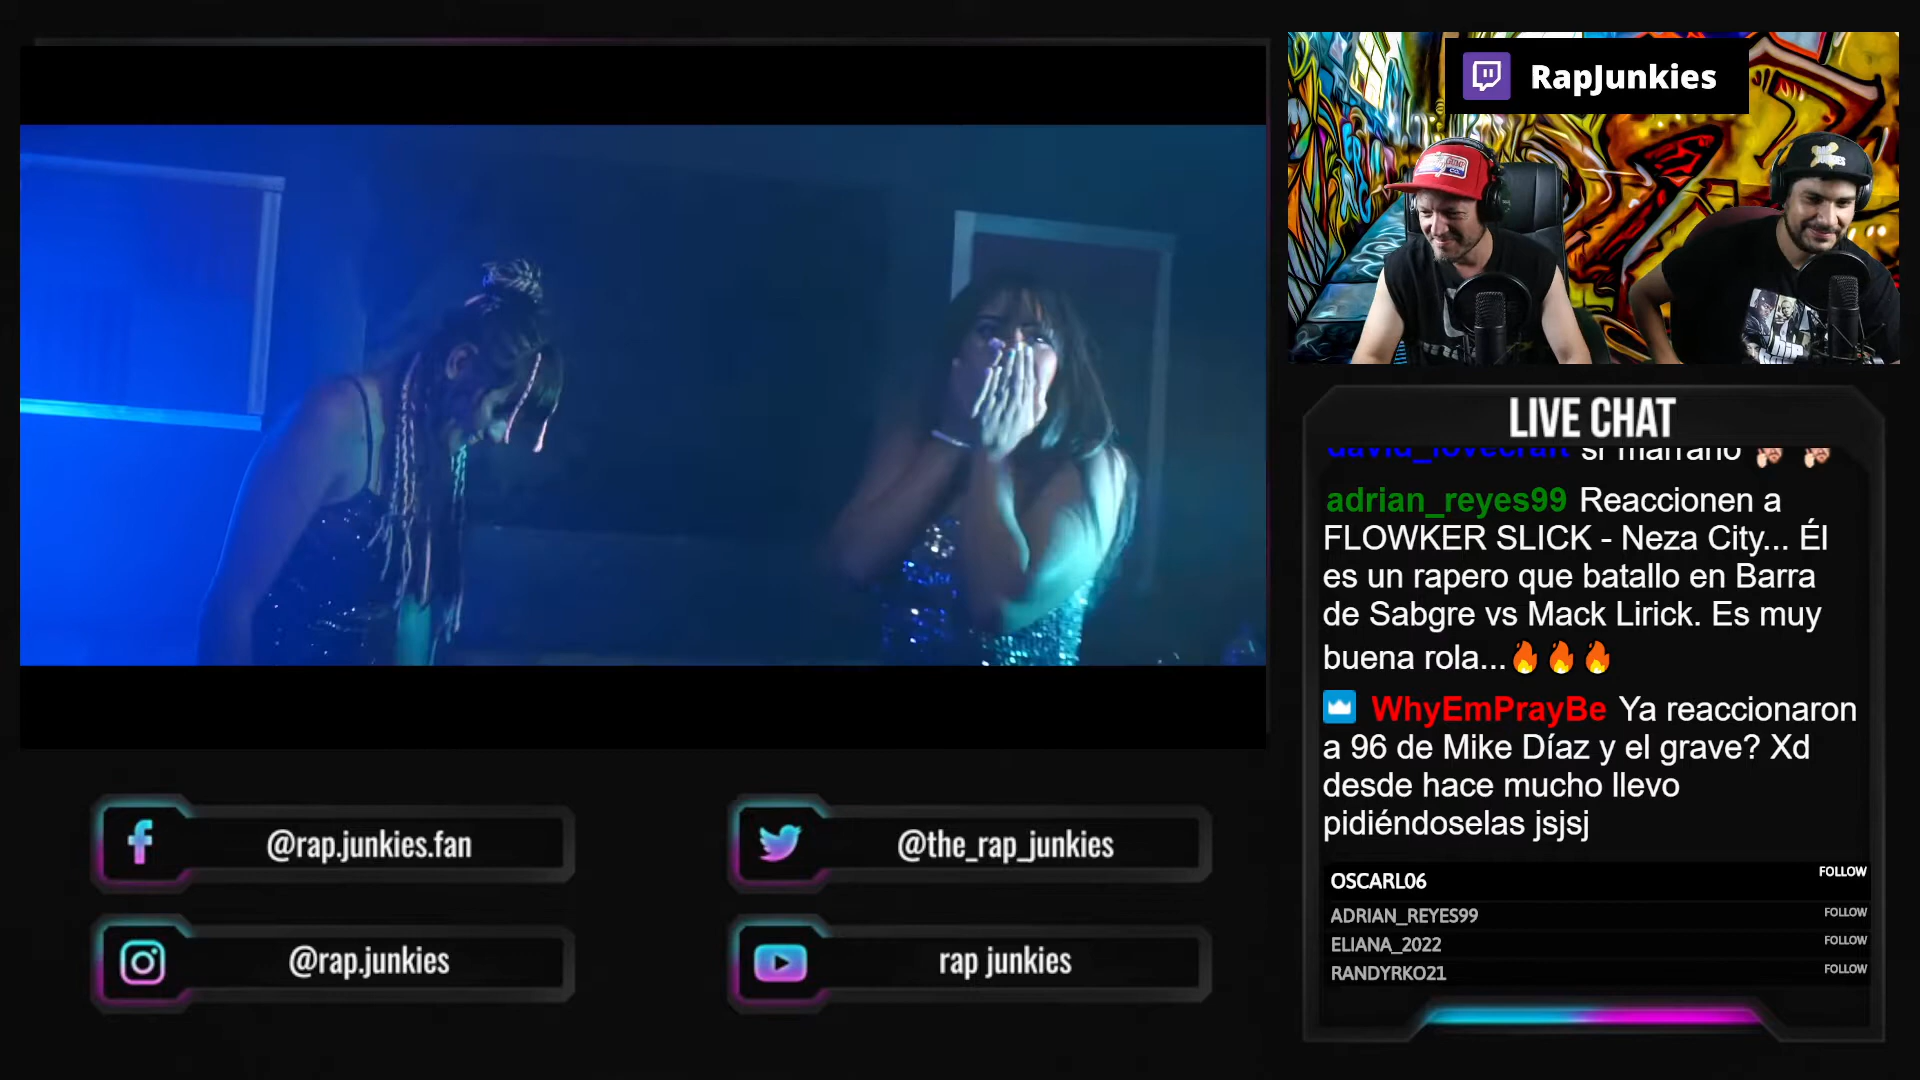 RapJunkies
LIVE CHAT
david_lovecraft si marrano
adrian_reyes99 Reaccionen a
FLOWKER SLICK - Neza City... Él
es un rapero que batallo en Barra
de Sabgre vs Mack Lirick. Es muy
buena rola...🔥🔥🔥
WhyEmPrayBe Ya reaccionaron
a 96 de Mike Díaz y el grave? Xd
desde hace mucho llevo
pidiéndoselas jsjsj
OSCARL06 FOLLOW
ADRIAN_REYES99 FOLLOW
ELIANA_2022 FOLLOW
RANDYRKO21 FOLLOW
@rap.junkies.fan
@the_rap_junkies
@rap.junkies
rap junkies